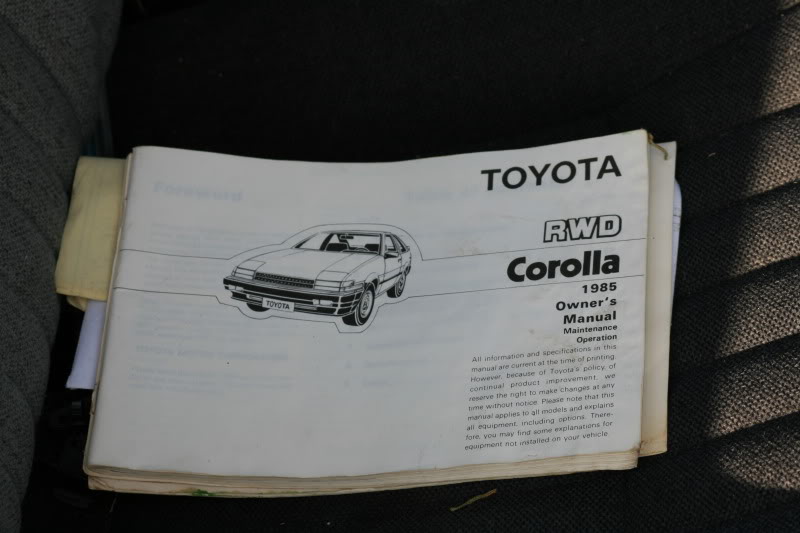 TOYOTA
RWD
Corolla
1985
Owner's
Manual
Maintenance
Operation
All information and specifications in this
manual are current at the time of printing.
However, because of Toyota's policy, of
continual product improvement, we
reserve the right to make changes at any
time without notice. Please note that this
manual applies to all models and explains
all equipment, including options. There-
fore, you may find some explanations for
equipment not installed on your vehicle.
TOYOTA
Foreword